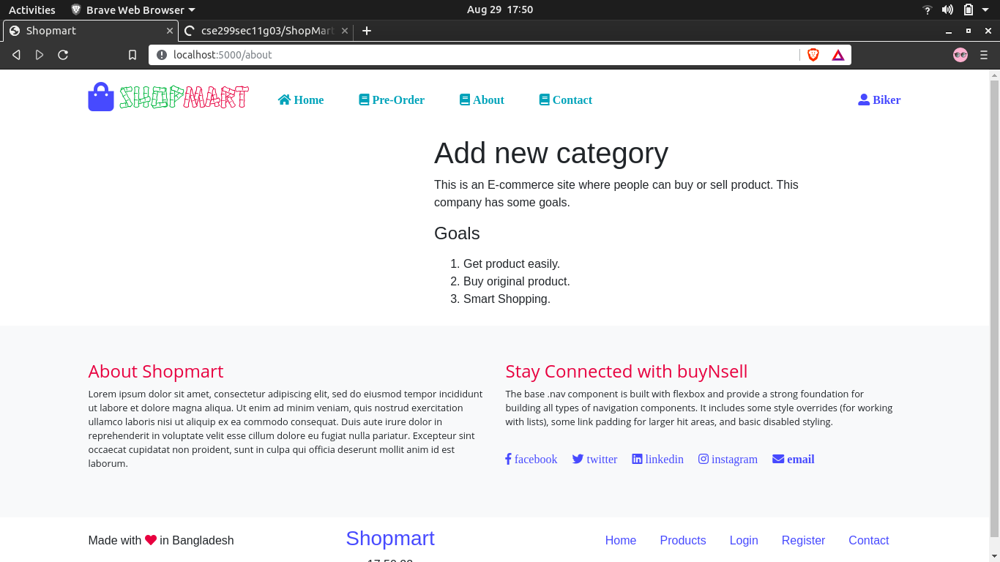 Activities Brave Web Browser Aug 29 17:50
Shopmart cse299sec11g03/ShopMart
localhost:5000/about
SHOPMART Home Pre-Order About Contact Biker
Add new category
This is an E-commerce site where people can buy or sell product. This
company has some goals.
Goals
1. Get product easily.
2. Buy original product.
3. Smart Shopping.
About Shopmart
Lorem ipsum dolor sit amet, consectetur adipiscing elit, sed do eiusmod tempor incididunt
ut labore et dolore magna aliqua. Ut enim ad minim veniam, quis nostrud exercitation
ullamco laboris nisi ut aliquip ex ea commodo consequat. Duis aute irure dolor in
reprehenderit in voluptate velit esse cillum dolore eu fugiat nulla pariatur. Excepteur sint
occaecat cupidatat non proident, sunt in culpa qui officia deserunt mollit anim id est
laborum.
Stay Connected with buyNsell
The base .nav component is built with flexbox and provide a strong foundation for
building all types of navigation components. It includes some style overrides (for working
with lists), some link padding for larger hit areas, and basic disabled styling.
facebook twitter linkedin instagram email
Made with in Bangladesh
Shopmart
Home Products Login Register Contact